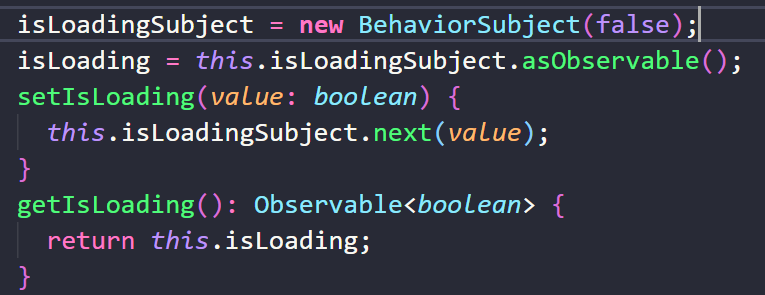 isLoadingSubject = new BehaviorSubject(false);
isLoading = this.isLoadingSubject.asObservable();
setIsLoading(value: boolean) {
  this.isLoadingSubject.next(value);
}
getIsLoading(): Observable<boolean> {
  return this.isLoading;
}